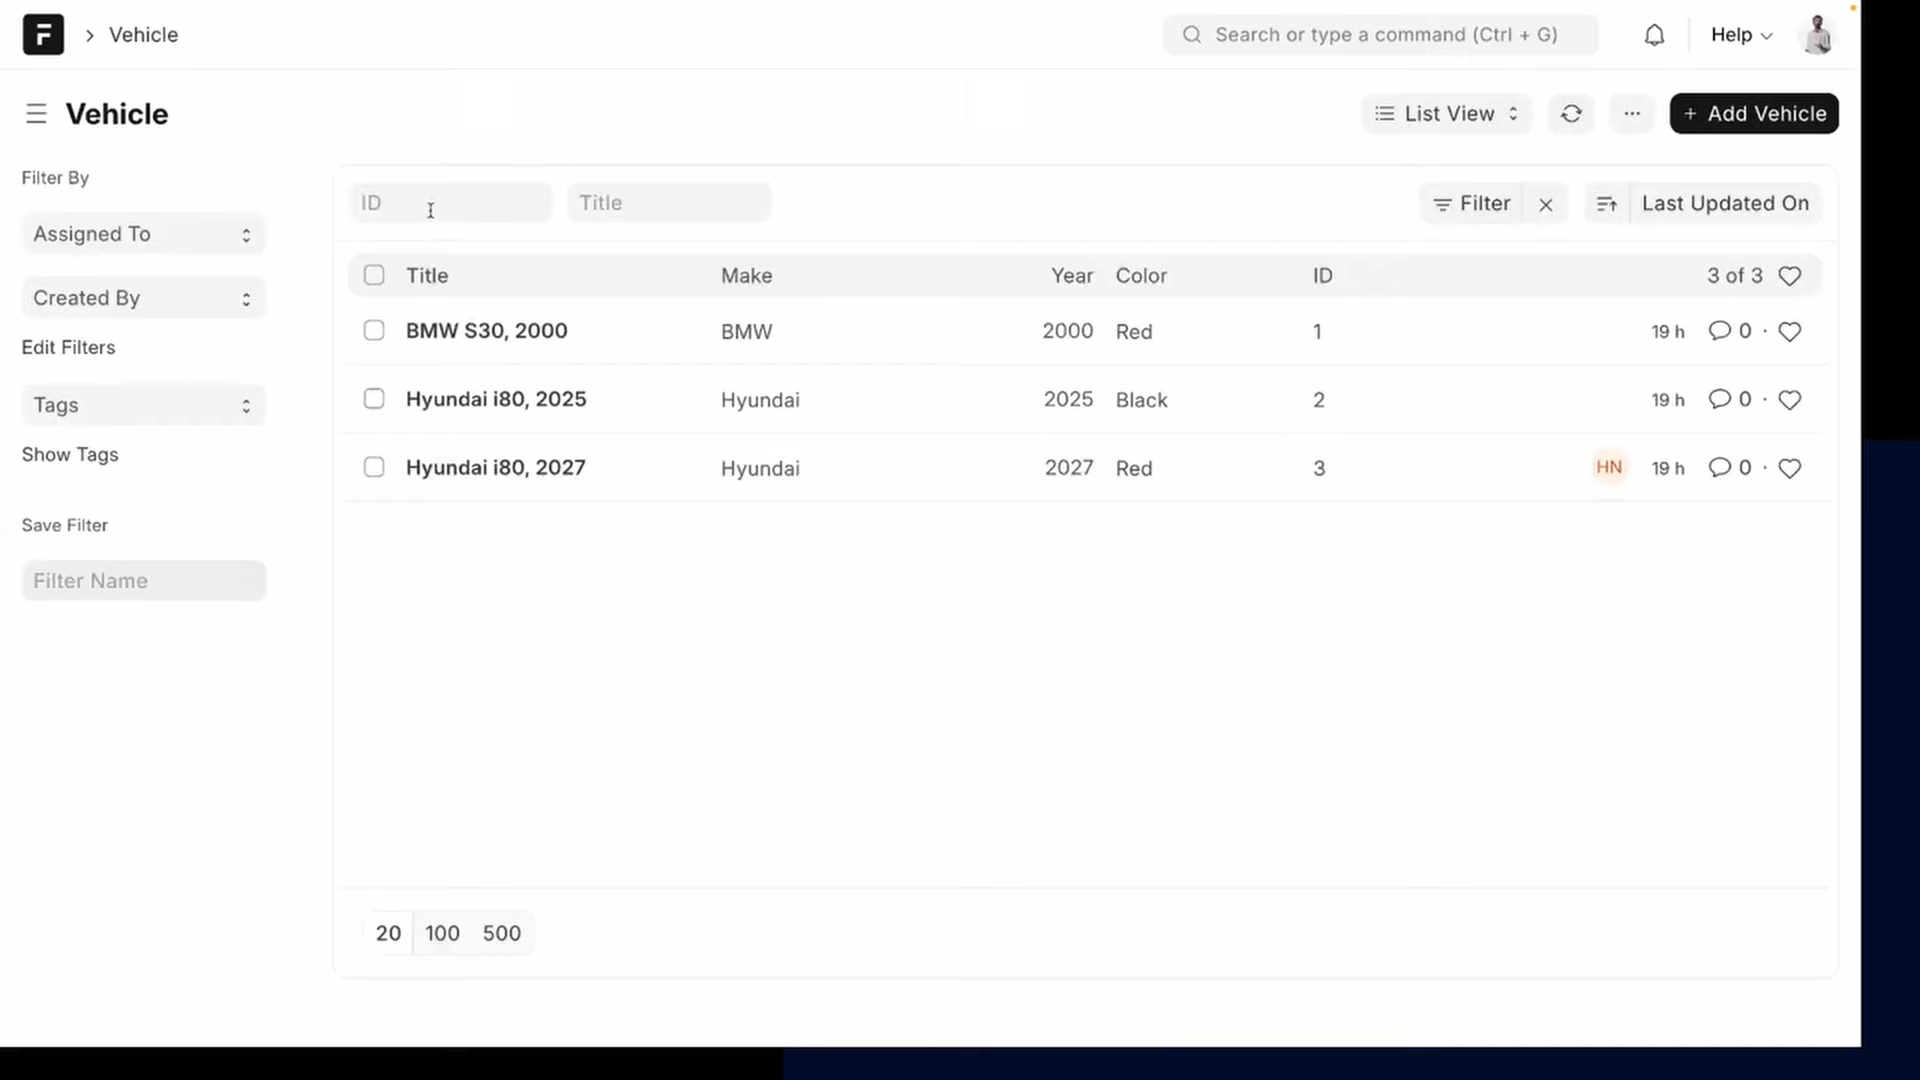 F > Vehicle Search or type a command (Ctrl + G) Help
Vehicle List View ... + Add Vehicle
Filter By
ID Title Filter Last Updated On
Assigned To
Title Make Year Color ID 3 of 3
Created By
BMW S30, 2000 BMW 2000 Red 1 19 h 0 ·
Edit Filters
Hyundai i80, 2025 Hyundai 2025 Black 2 19 h 0 ·
Tags
Show Tags
Hyundai i80, 2027 Hyundai 2027 Red 3 HN 19 h 0 ·
Save Filter
Filter Name
20 100 500